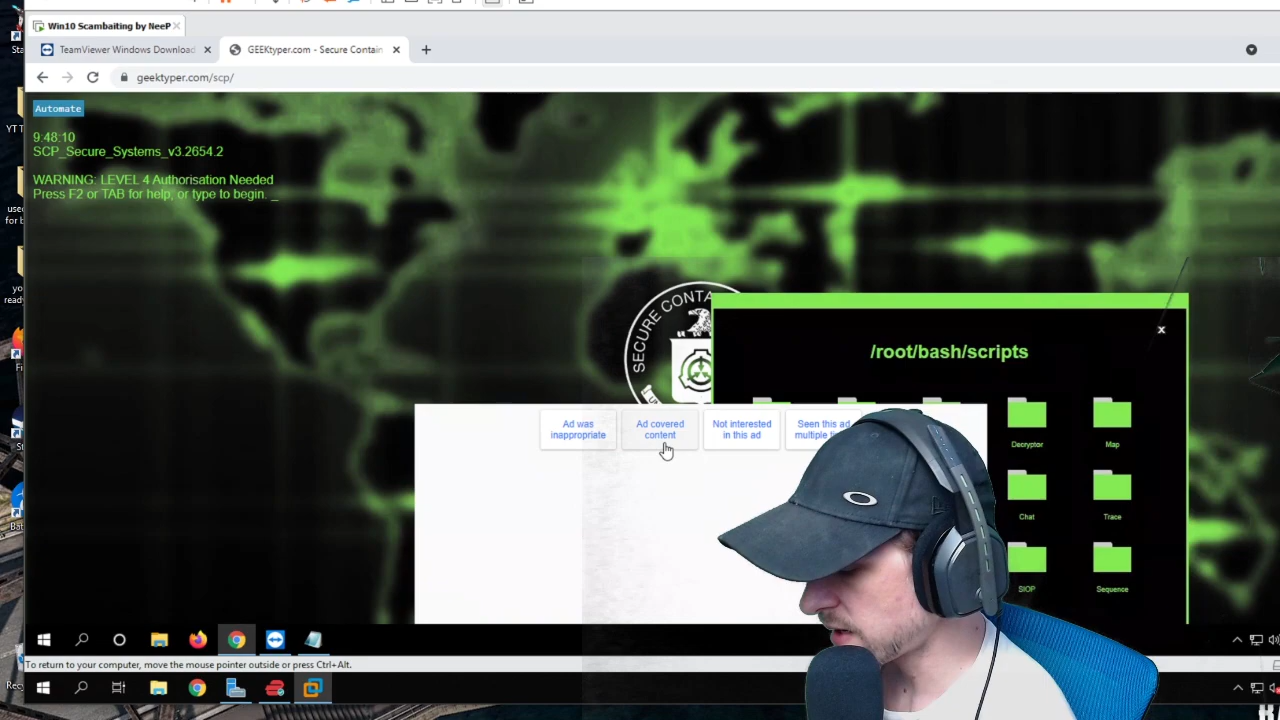 Win10 Scambaiting by NeeP
TeamViewer Windows Download
GEEKtyper.com - Secure Contain
geektyper.com/scp/
Automate
9:48:10
SCP_Secure_Systems_v3.2654.2
WARNING: LEVEL 4 Authorisation Needed
Press F2 or TAB for help, or type to begin. _
SECURE CONTA
/root/bash/scripts
Ad was
inappropriate
Ad covered
content
Not interested
in this ad
Seen this ad
multiple
Decryptor
Map
Chat
Trace
SIOP
Sequence
To return to your computer, move the mouse pointer outside or press Ctrl+Alt.